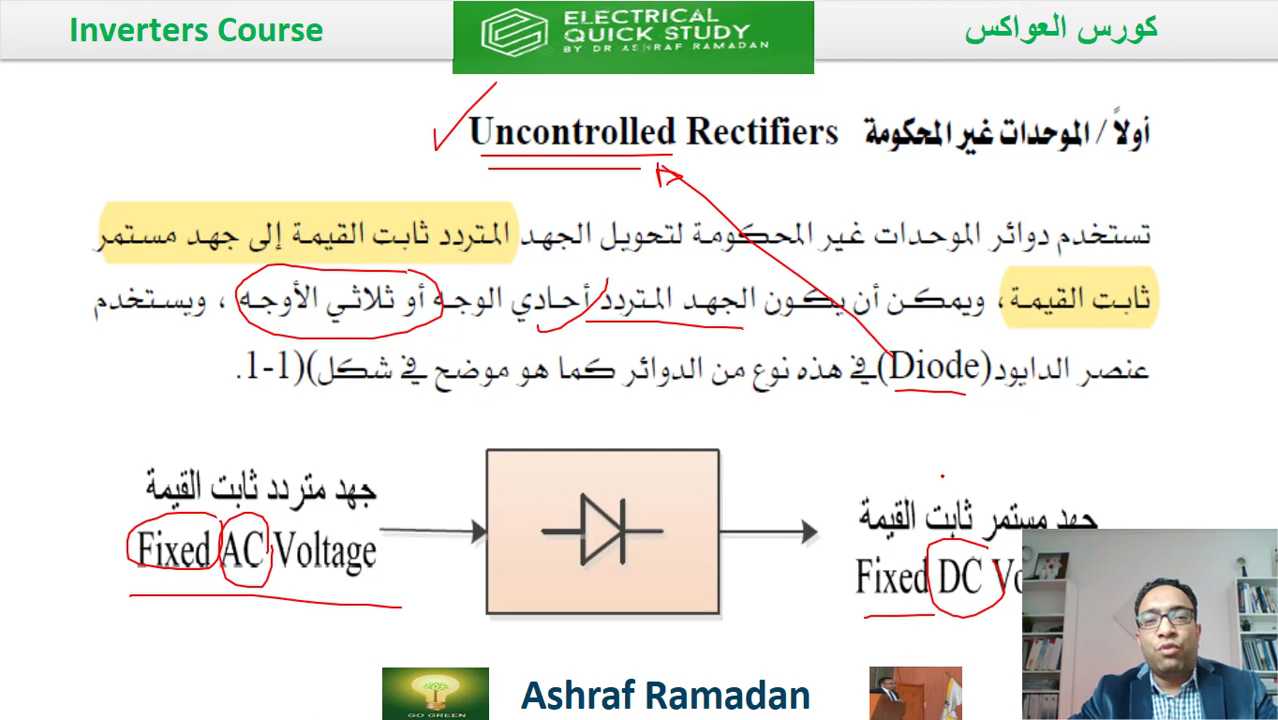 Inverters Course
ELECTRICAL
QUICK STUDY
BY DR ASHRAF RAMADAN
كورس العواكس
أولاً / الموحدات غير المحكومة Uncontrolled Rectifiers
تستخدم دوائر الموحدات غير المحكومة لتحويل الجهد المتردد ثابت القيمة إلى جهد مستمر
ثابت القيمة، ويمكن أن يكون الجهد المتردد أحادي الوجه أو ثلاثي الأوجه ، ويستخدم
عنصر الدايود(Diode)في هذه نوع من الدوائر كما هو موضح في شكل)(1-1.
جهد متردد ثابت القيمة
Fixed AC Voltage
جهد مستمر ثابت القيمة
Fixed DC Vo
GO GREEN
Ashraf Ramadan